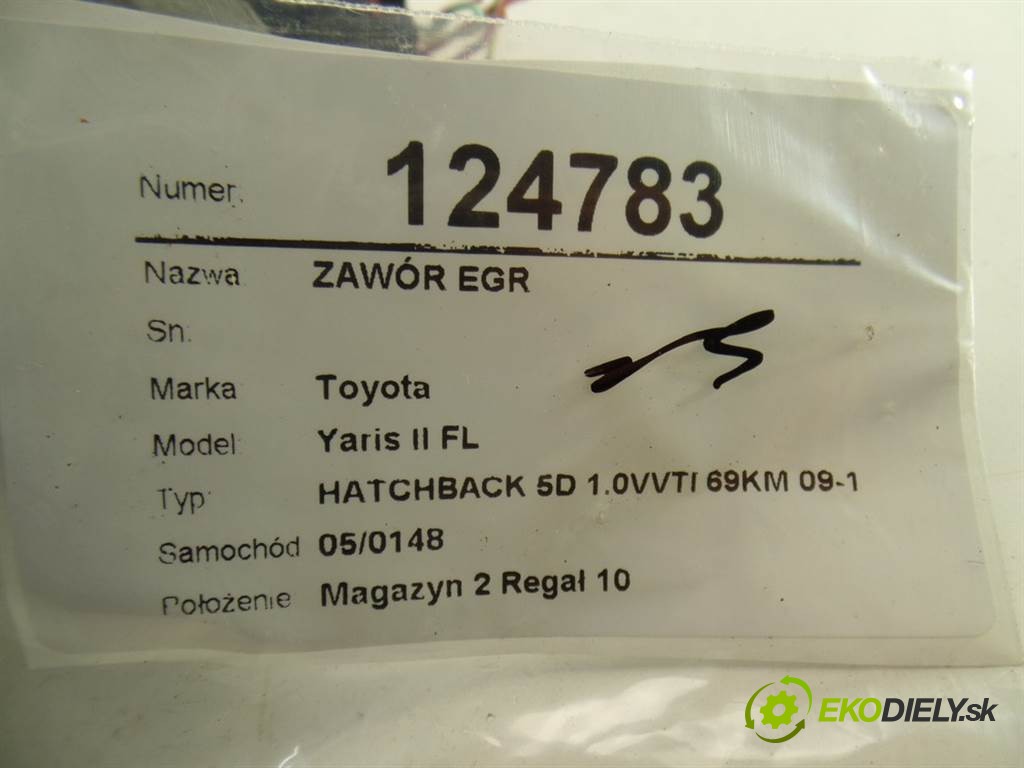 Numer: 124783
Nazwa ZAWÓR EGR
Sn:
Marka Toyota
Model: Yaris II FL
Typ: HATCHBACK 5D 1.0VVTI 69KM 09-1
Samochód 05/0148
Położenie Magazyn 2 Regał 10
EKODIELY.sk